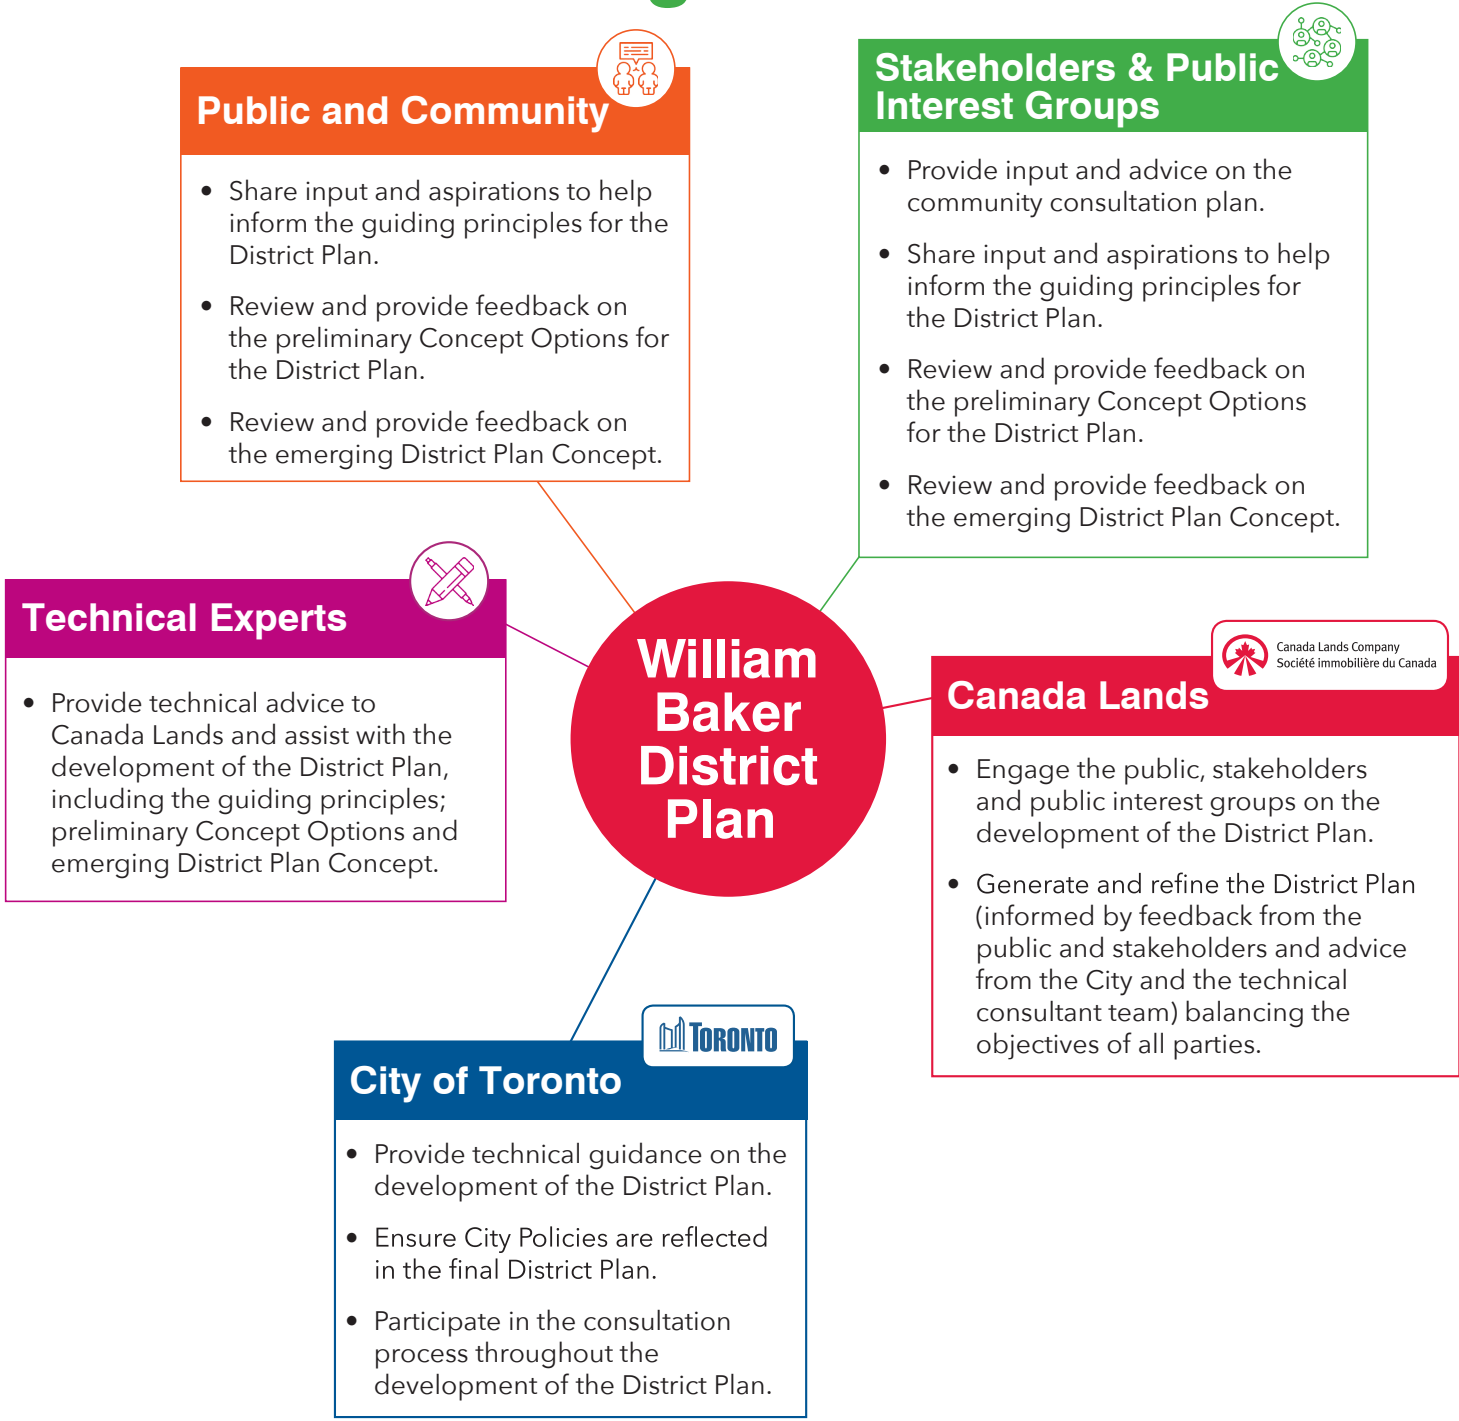 Public and Community
• Share input and aspirations to help
inform the guiding principles for the
District Plan.
• Review and provide feedback on
the preliminary Concept Options for
the District Plan.
• Review and provide feedback on
the emerging District Plan Concept.
Stakeholders & Public
Interest Groups
• Provide input and advice on the
community consultation plan.
• Share input and aspirations to help
inform the guiding principles for
the District Plan.
• Review and provide feedback on
the preliminary Concept Options
for the District Plan.
• Review and provide feedback on
the emerging District Plan Concept.
Technical Experts
• Provide technical advice to
Canada Lands and assist with the
development of the District Plan,
including the guiding principles;
preliminary Concept Options and
emerging District Plan Concept.
William
Baker
District
Plan
Canada Lands Company
Société immobilière du Canada
Canada Lands
• Engage the public, stakeholders
and public interest groups on the
development of the District Plan.
• Generate and refine the District Plan
(informed by feedback from the
public and stakeholders and advice
from the City and the technical
consultant team) balancing the
objectives of all parties.
TORONTO
City of Toronto
• Provide technical guidance on the
development of the District Plan.
• Ensure City Policies are reflected
in the final District Plan.
• Participate in the consultation
process throughout the
development of the District Plan.